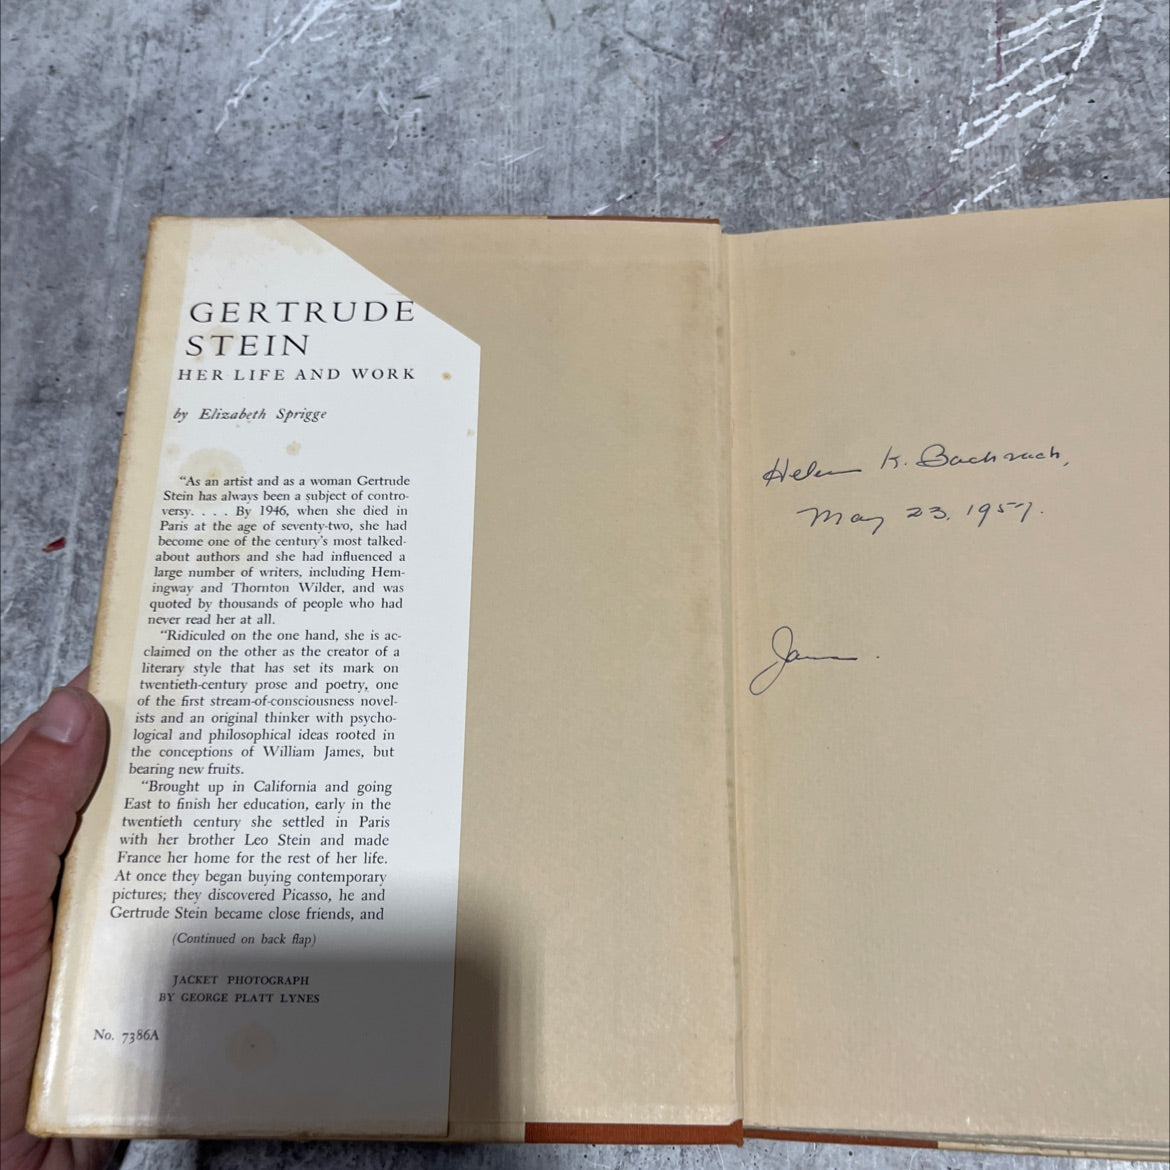 GERTRUDE
STEIN
HER LIFE AND WORK
by Elizabeth Sprigge
"As an artist and as a woman Gertrude
Stein has always been a subject of contro-
versy. . . . By 1946, when she died in
Paris at the age of seventy-two, she had
become one of the century's most talked-
about authors and she had influenced a
large number of writers, including Hem-
ingway and Thornton Wilder, and was
quoted by thousands of people who had
never read her at all.
"Ridiculed on the one hand, she is ac-
claimed on the other as the creator of a
literary style that has set its mark on
twentieth-century prose and poetry, one
of the first stream-of-consciousness novel-
ists and an original thinker with psycho-
logical and philosophical ideas rooted in
the conceptions of William James, but
bearing new fruits.
"Brought up in California and going
East to finish her education, early in the
twentieth century she settled in Paris
with her brother Leo Stein and made
France her home for the rest of her life.
At once they began buying contemporary
pictures; they discovered Picasso, he and
Gertrude Stein became close friends, and
(Continued on back flap)
JACKET PHOTOGRAPH
BY GEORGE PLATT LYNES
No. 7386A
Helen K. Bachrach,
May 23, 1957.